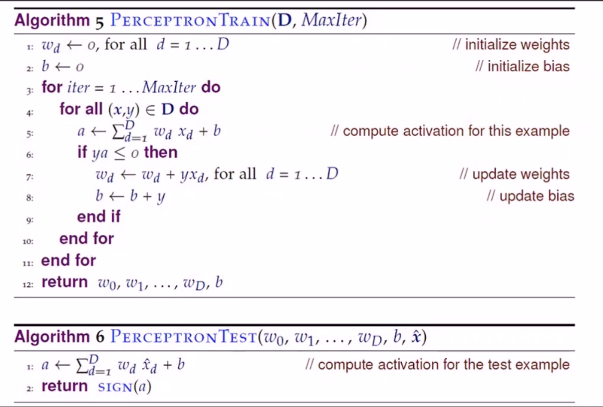 Algorithm 5 PERCEPTRONTRAIN(D, MaxIter)
1: w_d ← 0, for all d = 1 . . . D // initialize weights
2: b ← 0 // initialize bias
3: for iter = 1 . . . MaxIter do
4: for all (x,y) ∈ D do
5: a ← ∑_{d=1}^{D} w_d x_d + b // compute activation for this example
6: if ya ≤ 0 then
7: w_d ← w_d + yx_d, for all d = 1 . . . D // update weights
8: b ← b + y // update bias
9: end if
10: end for
11: end for
12: return w_0, w_1, . . . , w_D, b
Algorithm 6 PERCEPTRONTEST(w_0, w_1, . . . , w_D, b, x̂)
1: a ← ∑_{d=1}^{D} w_d x̂_d + b // compute activation for the test example
2: return SIGN(a)